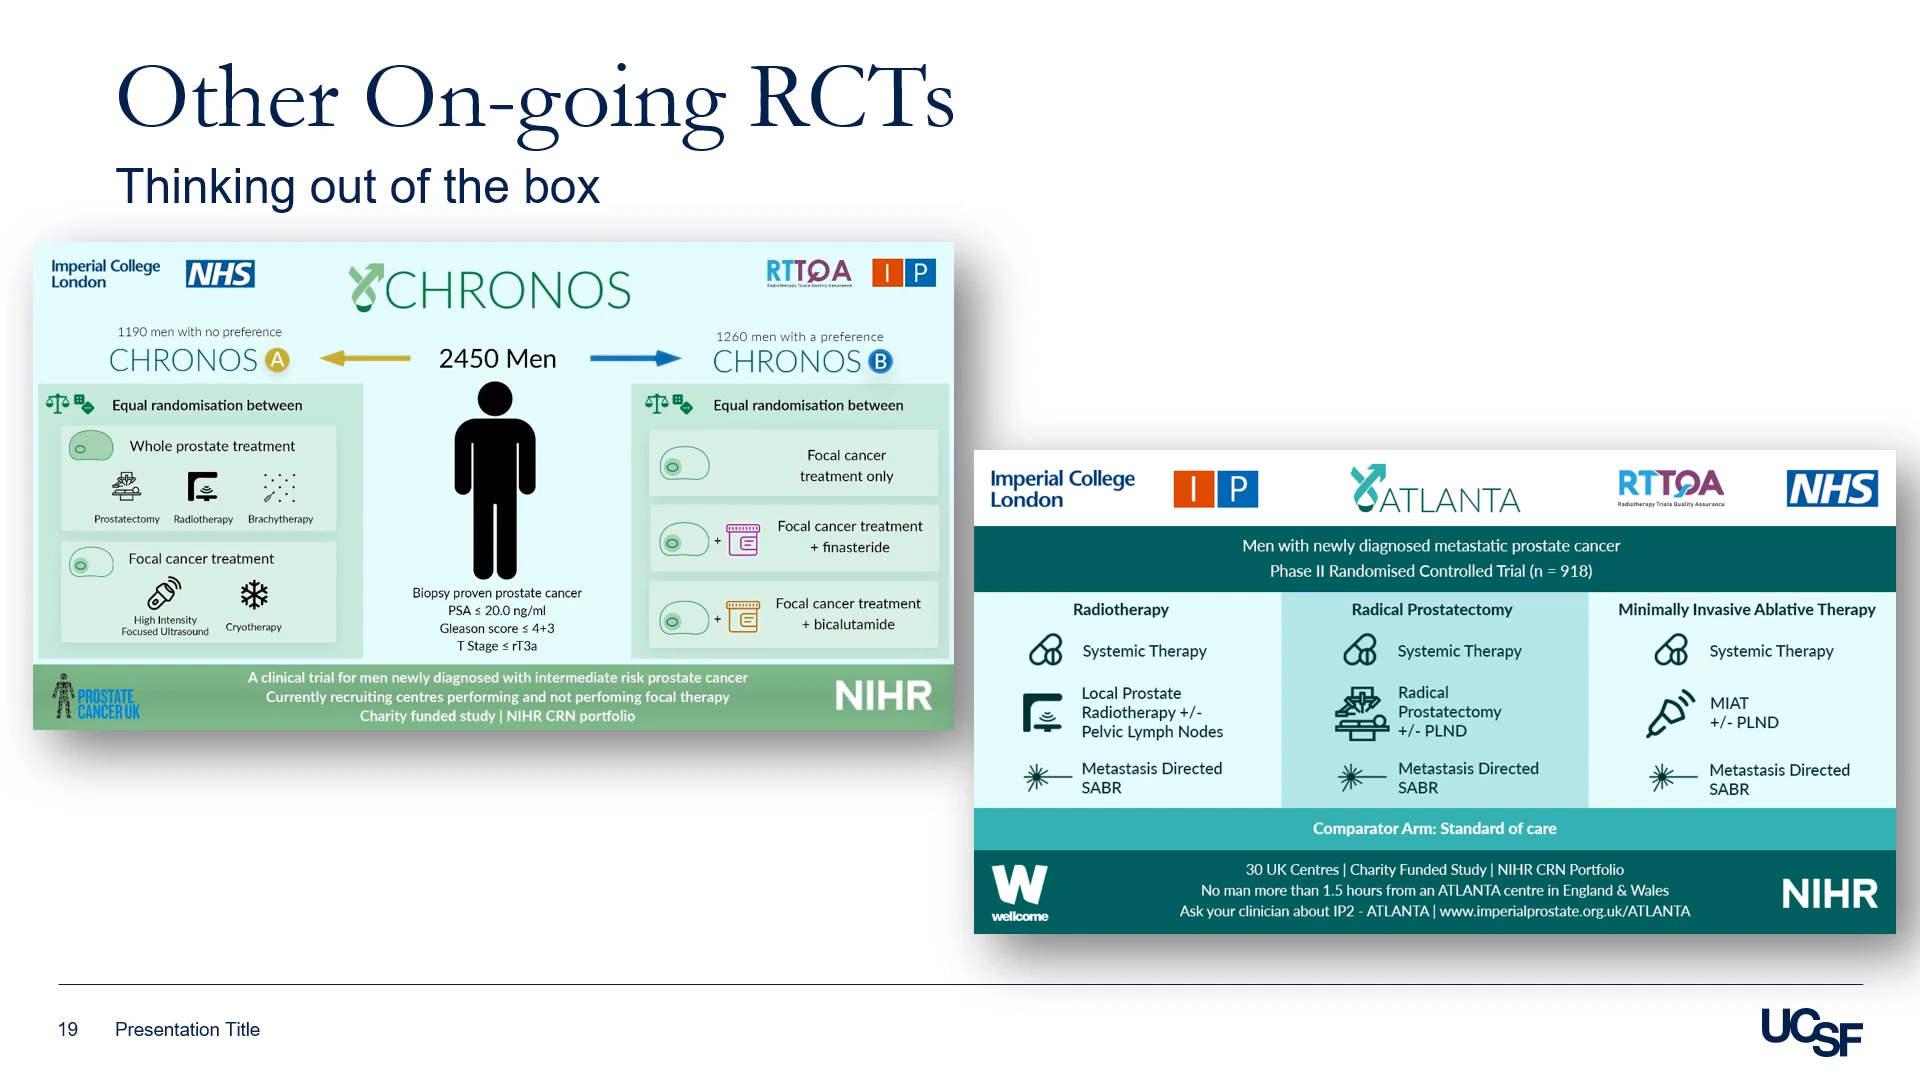 Other On-going RCTs
Thinking out of the box
Imperial College
London
NHS
CHRONOS
RTTQA
Radiotherapy Trials Quality Assurance
I P
1190 men with no preference
CHRONOS A
2450 Men
1260 men with a preference
CHRONOS B
Equal randomisation between
Whole prostate treatment
Prostatectomy
Radiotherapy
Brachytherapy
Focal cancer treatment
High Intensity
Focused Ultrasound
Cryotherapy
Biopsy proven prostate cancer
PSA ≤ 20.0 ng/ml
Gleason score ≤ 4+3
T Stage ≤ rT3a
Equal randomisation between
Focal cancer
treatment only
+
Focal cancer treatment
+ finasteride
+
Focal cancer treatment
+ bicalutamide
PROSTATE
CANCER UK
A clinical trial for men newly diagnosed with intermediate risk prostate cancer
Currently recruiting centres performing and not perfoming focal therapy
Charity funded study | NIHR CRN portfolio
NIHR
Imperial College
London
I P
ATLANTA
RTTQA
Radiotherapy Trials Quality Assurance
NHS
Men with newly diagnosed metastatic prostate cancer
Phase II Randomised Controlled Trial (n = 918)
Radiotherapy
Systemic Therapy
Local Prostate
Radiotherapy +/-
Pelvic Lymph Nodes
Metastasis Directed
SABR
Radical Prostatectomy
Systemic Therapy
Radical
Prostatectomy
+/- PLND
Metastasis Directed
SABR
Minimally Invasive Ablative Therapy
Systemic Therapy
MIAT
+/- PLND
Metastasis Directed
SABR
Comparator Arm: Standard of care
W
wellcome
30 UK Centres | Charity Funded Study | NIHR CRN Portfolio
No man more than 1.5 hours from an ATLANTA centre in England & Wales
Ask your clinician about IP2 - ATLANTA | www.imperialprostate.org.uk/ATLANTA
NIHR
19 Presentation Title
UCSF